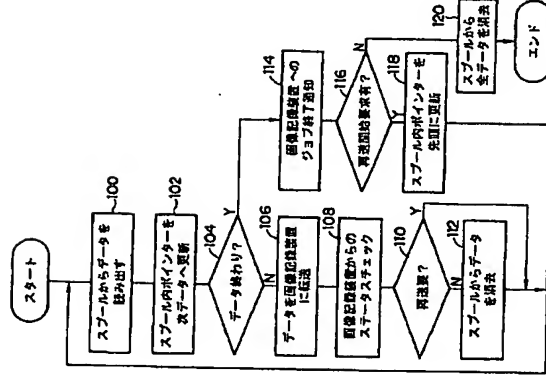 スタート
100
スプールからデータを
読み出す
102
スプール内ポインターを
次データへ更新
104
データ終わり?
Y
N
106
データを画像記録装置
に転送
108
画像記録装置からの
ステータスチェック
110
再送要?
Y
N
112
スプールからデータ
を消去
114
画像記録装置への
ジョブ終了通知
116
再送開始要求有?
N
Y
118
スプール内ポインターを
先頭に更新
120
スプールから
全データを消去
エンド